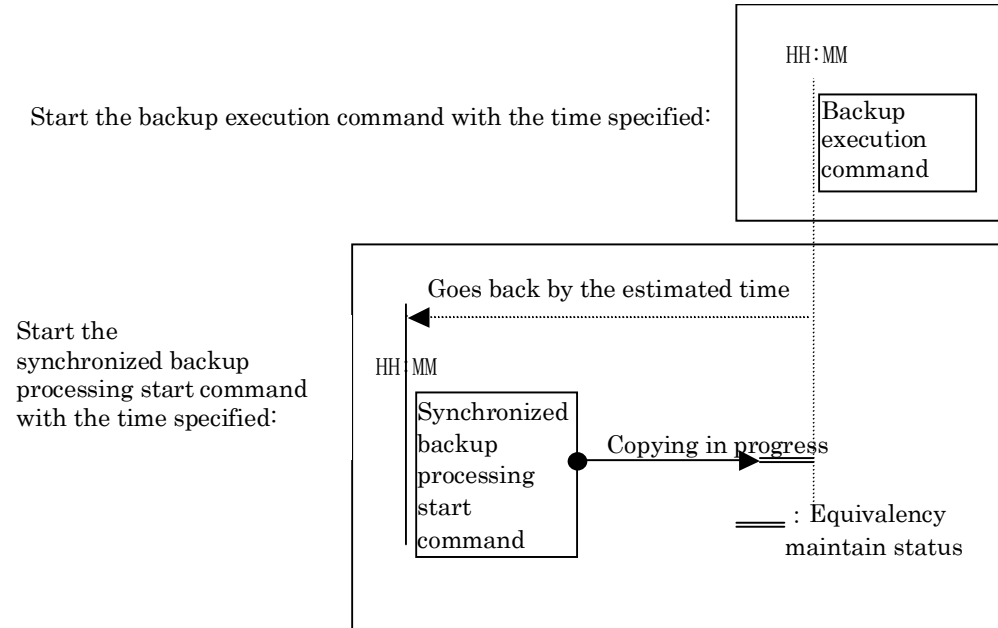 HH:MM
Start the backup execution command with the time specified:
Backup
execution
command
Goes back by the estimated time
Start the
synchronized backup
processing start command
with the time specified:
HH:MM
Synchronized
backup
processing
start
command
Copying in progress
: Equivalency
maintain status